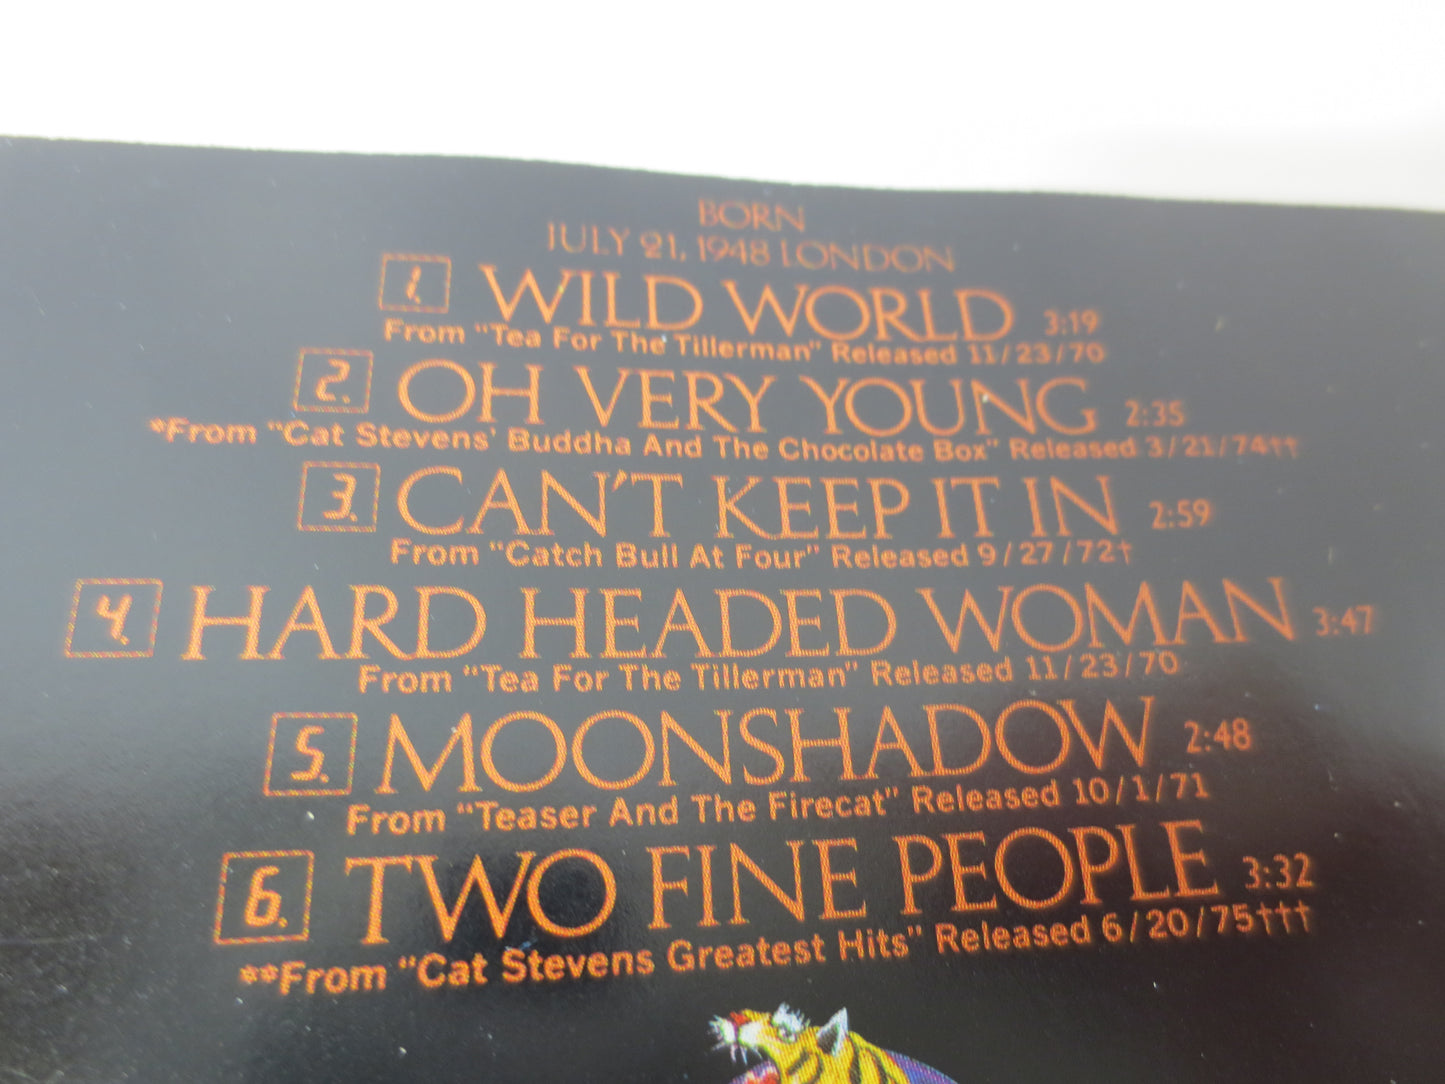 BORN
JULY 21, 1948 LONDON
1. WILD WORLD 3:19
From "Tea For The Tillerman" Released 11/23/70
2. OH VERY YOUNG 2:35
*From "Cat Stevens' Buddha And The Chocolate Box" Released 3/21/74††
3. CAN'T KEEP IT IN 2:59
From "Catch Bull At Four" Released 9/27/72†
4. HARD HEADED WOMAN 3:47
From "Tea For The Tillerman" Released 11/23/70
5. MOONSHADOW 2:48
From "Teaser And The Firecat" Released 10/1/71
6. TWO FINE PEOPLE 3:32
**From "Cat Stevens Greatest Hits" Released 6/20/75†††